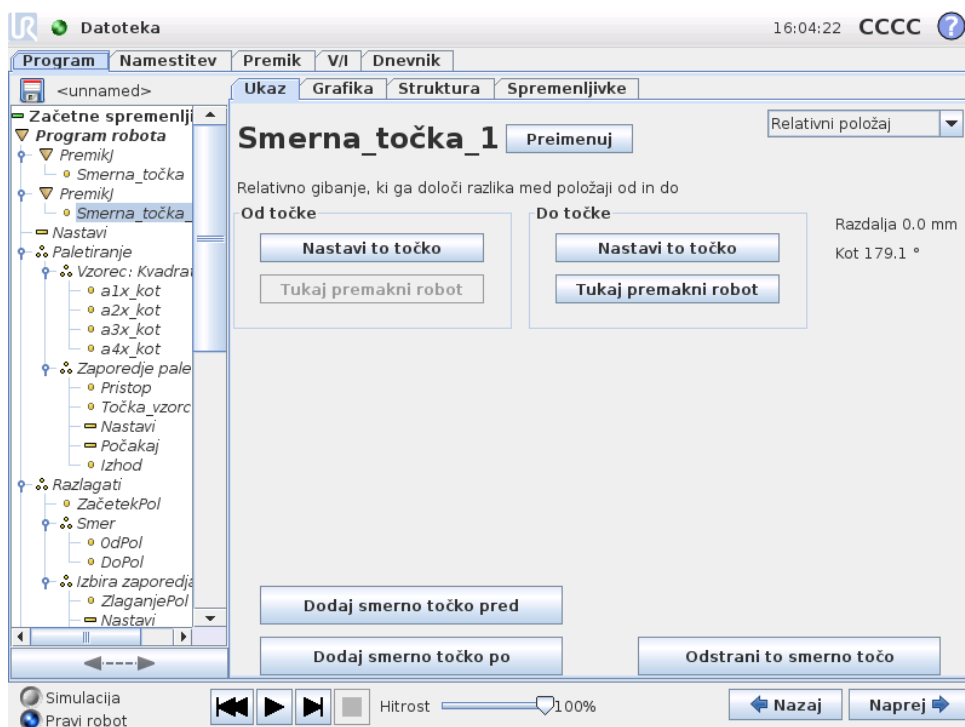 UR Datoteka 16:04:22 CCCC ?
Program Namestitev Premik V/I Dnevnik
<unnamed>
Ukaz Grafika Struktura Spremenljivke
Začetne spremenlji
Program robota
PremikJ
Smerna_točka
PremikJ
Smerna_točka_
Nastavi
Paletiranje
Vzorec: Kvadrat
a1x_kot
a2x_kot
a3x_kot
a4x_kot
Zaporedje pale
Pristop
Točka_vzorc
Nastavi
Počakaj
Izhod
Razlagati
ZačetekPol
Smer
OdPol
DoPol
Izbira zaporedja
ZlaganjePol
Nastavi
Smerna_točka_1 Preimenuj
Relativni položaj
Relativno gibanje, ki ga določi razlika med položaji od in do
Od točke
Nastavi to točko
Tukaj premakni robot
Do točke
Nastavi to točko
Tukaj premakni robot
Razdalja 0.0 mm
Kot 179.1 °
Dodaj smerno točko pred
Dodaj smerno točko po
Odstrani to smerno točo
Simulacija
Pravi robot
Hitrost 100%
Nazaj Naprej